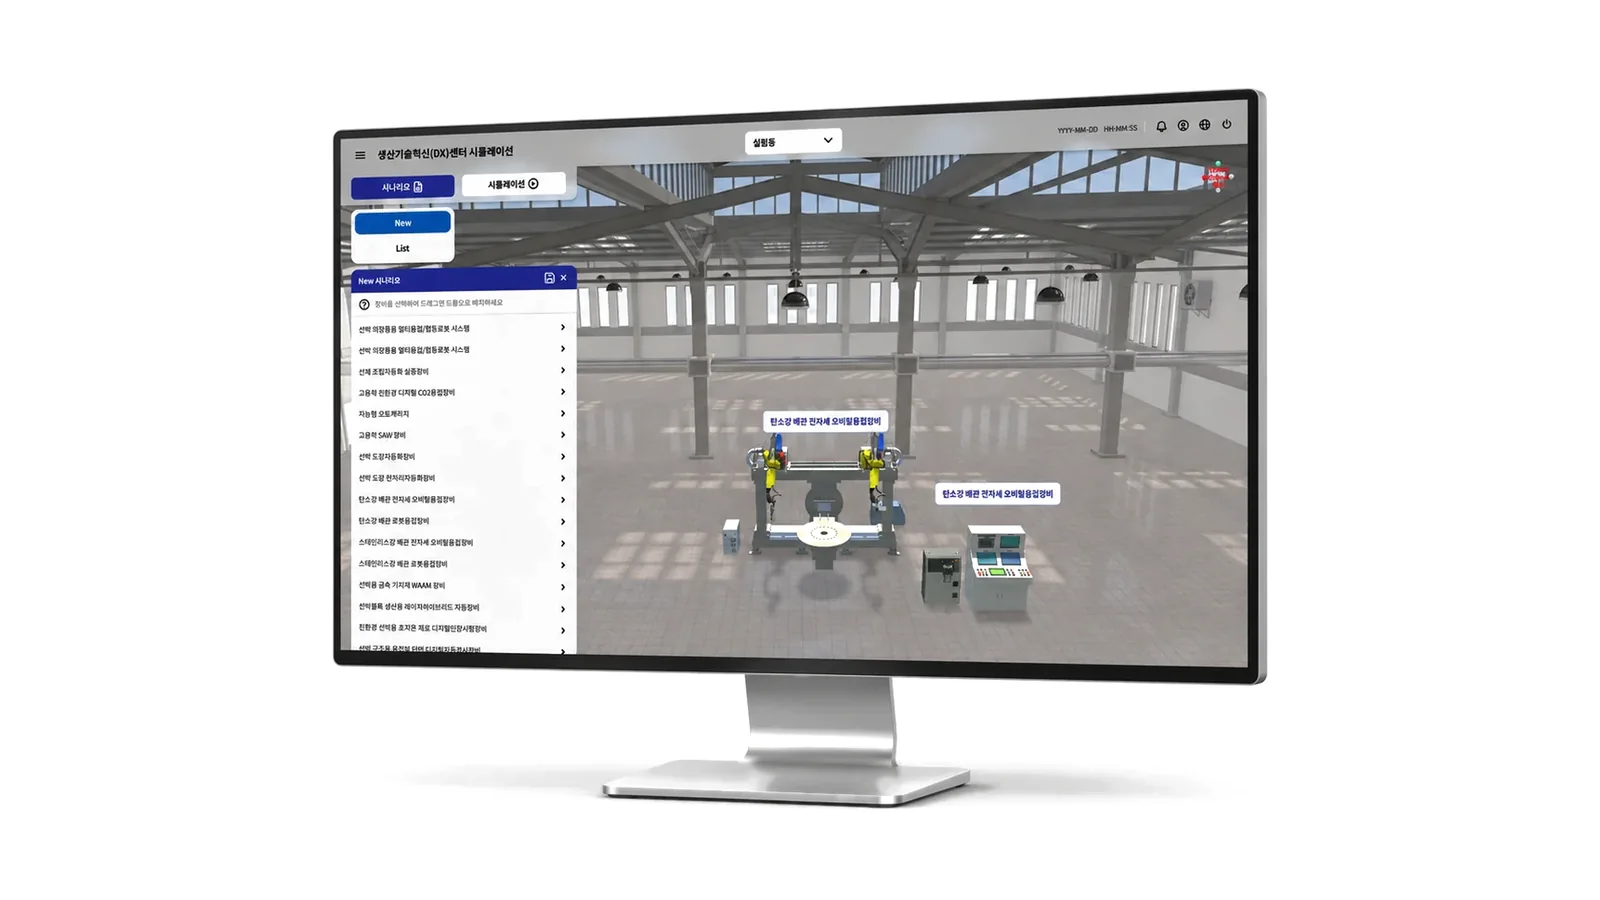 생산기술혁신(DX)센터 시뮬레이션
실험동
YYYY-MM-DD HH:MM:SS
시나리오
시뮬레이션
New
List
New 시나리오
장비를 선택하여 드래그앤 드롭으로 배치하세요
선박 의장품용 멀티용접/협동로봇 시스템
선박 의장품용 멀티용접/협동로봇 시스템
선체 조립자동화 실증장비
고용착 친환경 디지털 CO2용접장비
지능형 오토캐리지
고용착 SAW 장비
선박 도장자동화장비
선박 도장 전처리자동화장비
탄소강 배관 전자세 오비탈용접장비
탄소강 배관 로봇용접장비
스테인리스강 배관 전자세 오비탈용접장비
스테인리스강 배관 로봇용접장비
선박용 금속 기자재 WAAM 장비
선박블록 생산용 레이저하이브리드 자동장비
친환경 선박용 초저온 재료 디지털인장시험장비
탄소강 배관 전자세 오비탈용접장비
탄소강 배관 전자세 오비탈용접장비